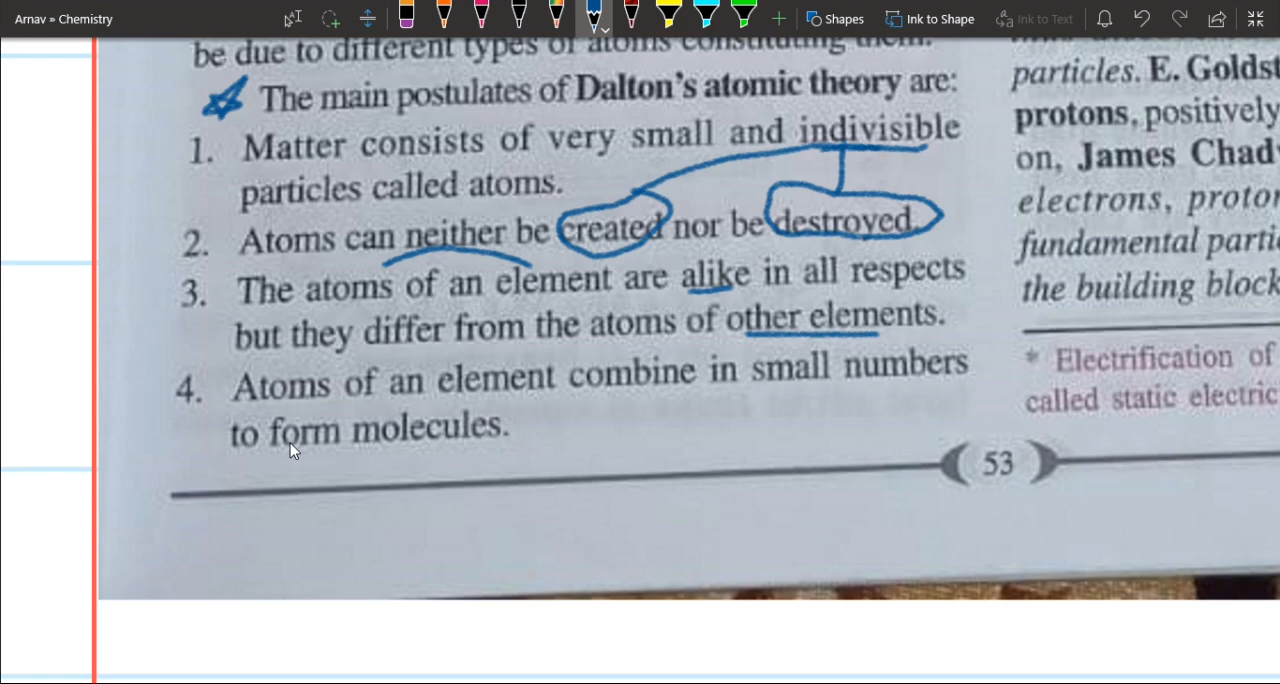 Arnav » Chemistry
Shapes
Ink to Shape
Ink to Text
be due to different types of atoms constituting them.
The main postulates of Dalton's atomic theory are:
1. Matter consists of very small and indivisible
particles called atoms.
2. Atoms can neither be created nor be destroyed.
3. The atoms of an element are alike in all respects
but they differ from the atoms of other elements.
4. Atoms of an element combine in small numbers
to form molecules.
particles. E. Goldst
protons, positively
on, James Chad
electrons, proto
fundamental parti
the building block
* Electrification of
called static electric
53